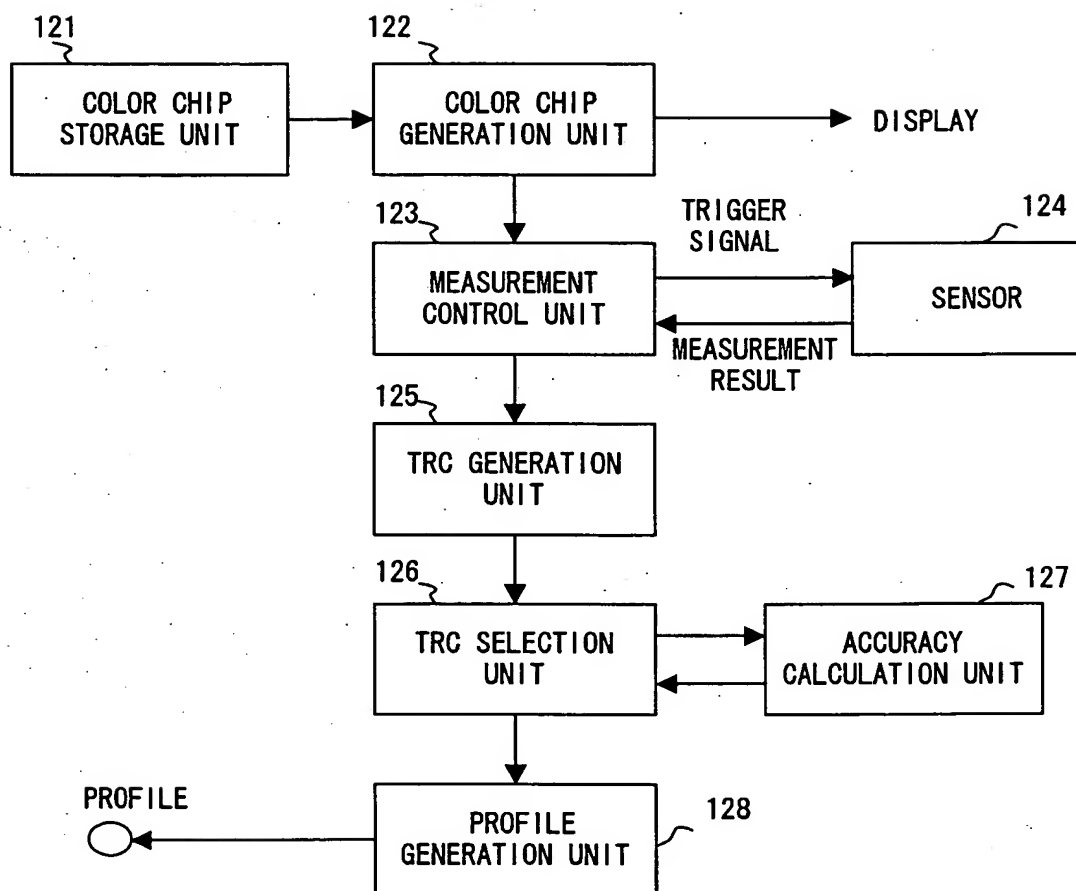 121
122
COLOR CHIP
STORAGE UNIT
COLOR CHIP
GENERATION UNIT
DISPLAY
123
TRIGGER
SIGNAL
124
MEASUREMENT
CONTROL UNIT
SENSOR
MEASUREMENT
RESULT
125
TRC GENERATION
UNIT
126
127
TRC SELECTION
UNIT
ACCURACY
CALCULATION UNIT
PROFILE
128
PROFILE
GENERATION UNIT